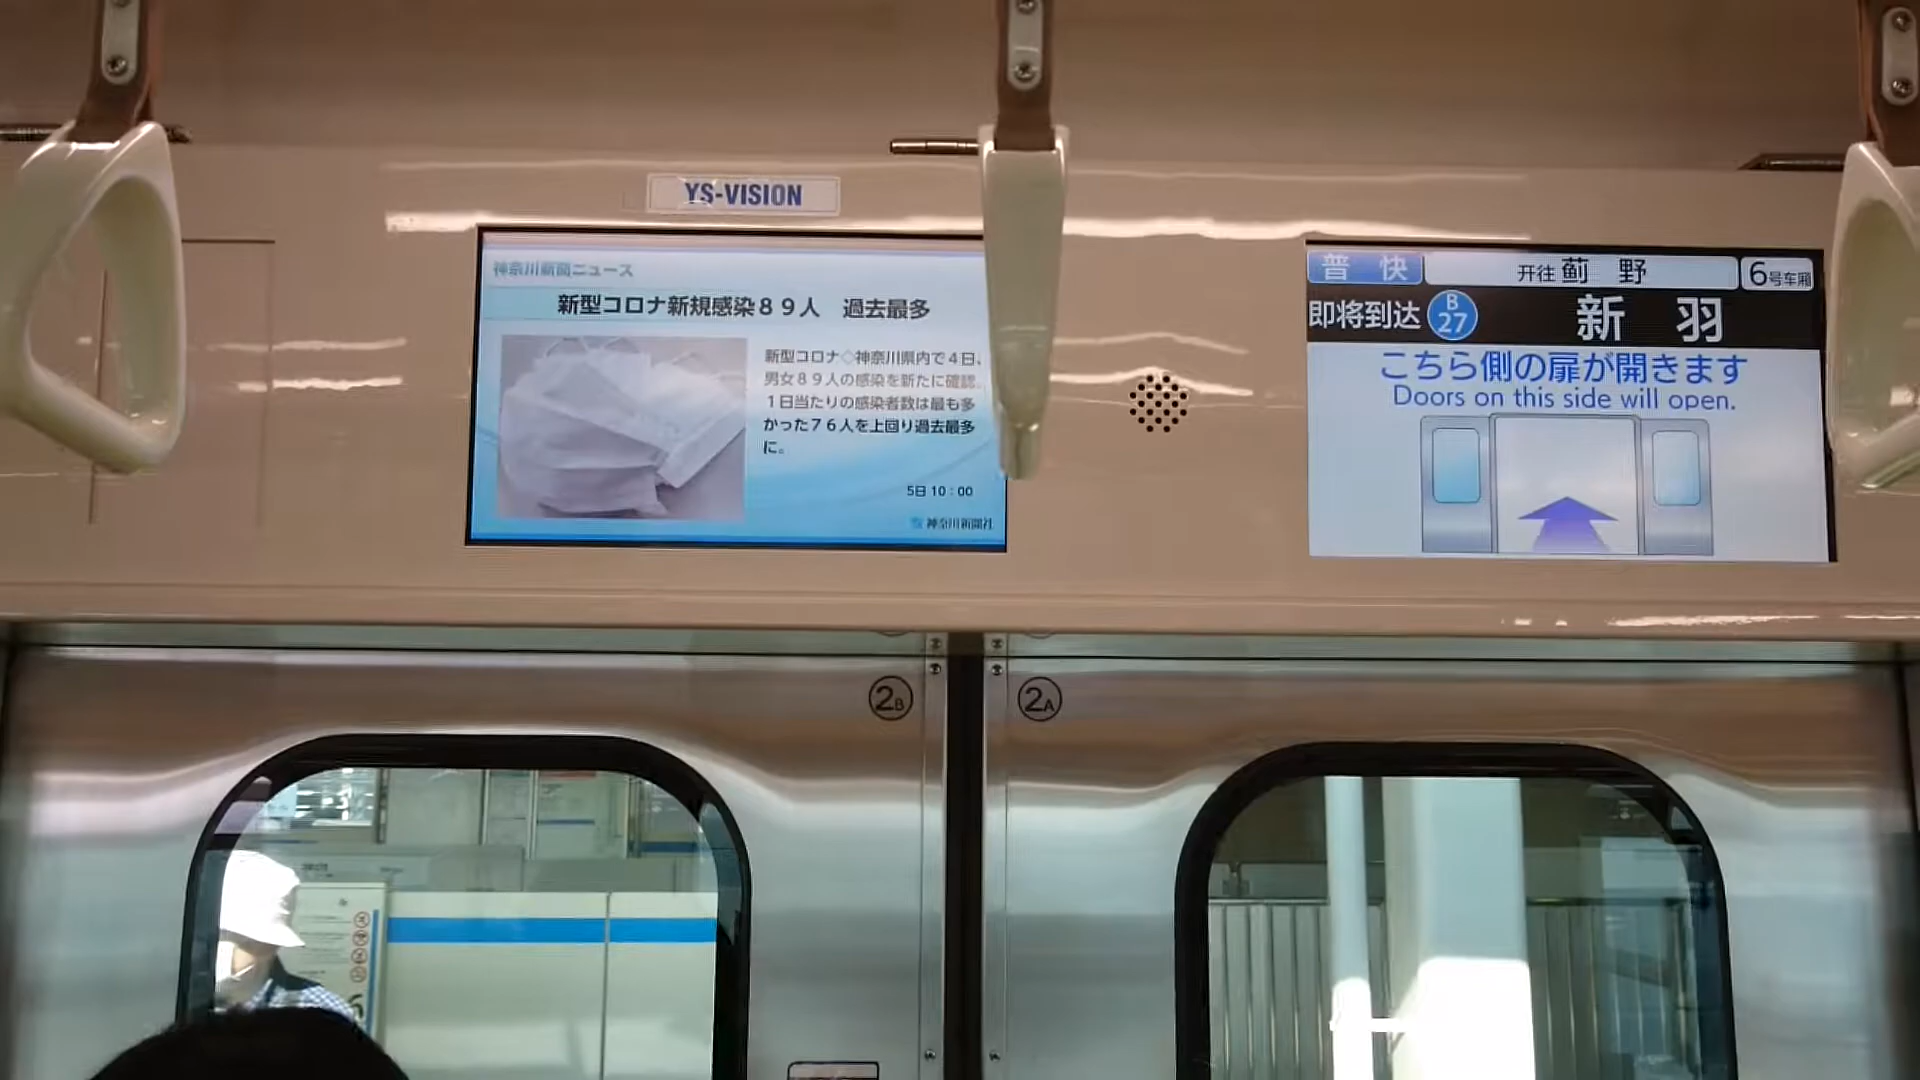 YS-VISION
神奈川新聞ニュース
新型コロナ新規感染８９人　過去最多
新型コロナ◇神奈川県内で４日、
男女８９人の感染を新たに確認。
１日当たりの感染者数は最も多
かった７６人を上回り過去最多
に。
5日 10：00
神奈川新聞社
普　快
开往 蓟　野
6号车厢
即将到达
B
27
新　羽
こちら側の扉が開きます
Doors on this side will open.
2B
2A